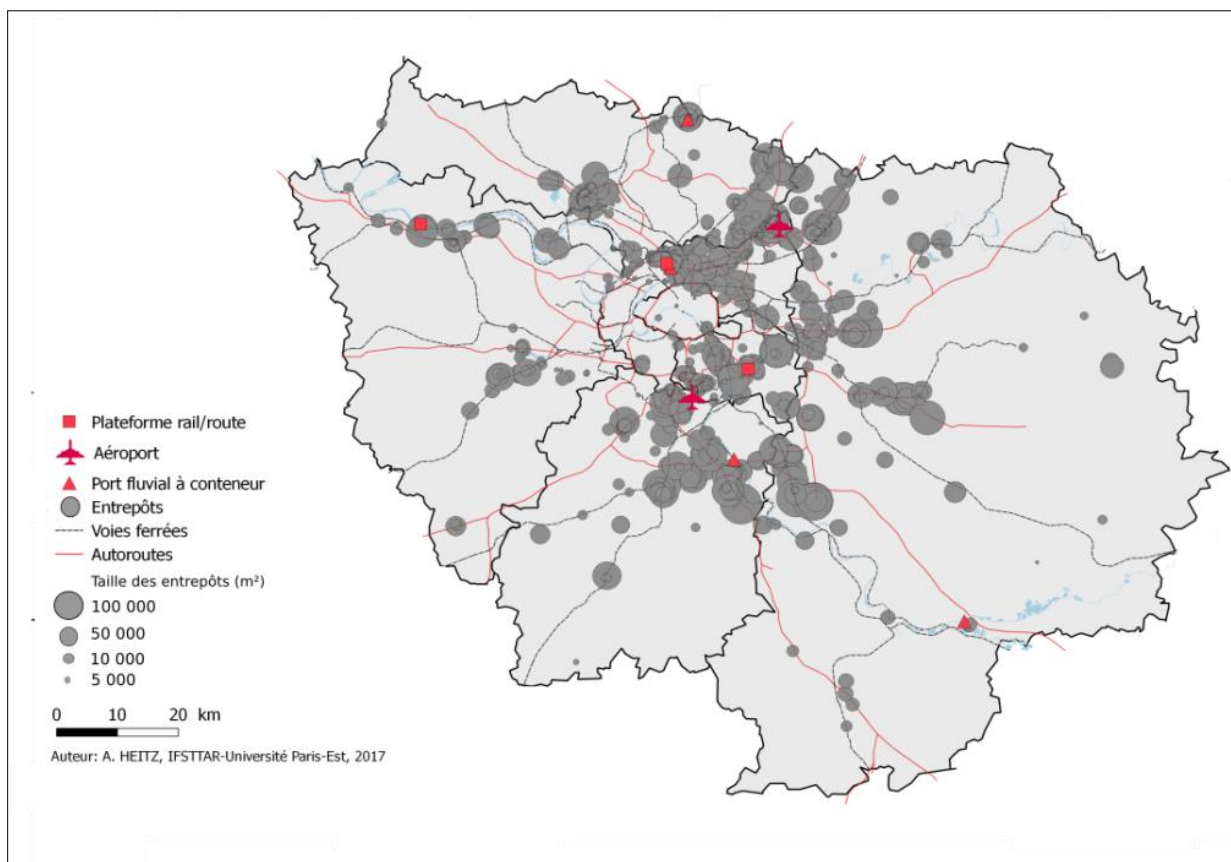 Plateforme rail/route
Aéroport
Port fluvial à conteneur
Entrepôts
Voies ferrées
Autoroutes
Taille des entrepôts (m²)
100 000
50 000
10 000
5 000
0 10 20 km
Auteur: A. HEITZ, IFSTTAR-Université Paris-Est, 2017